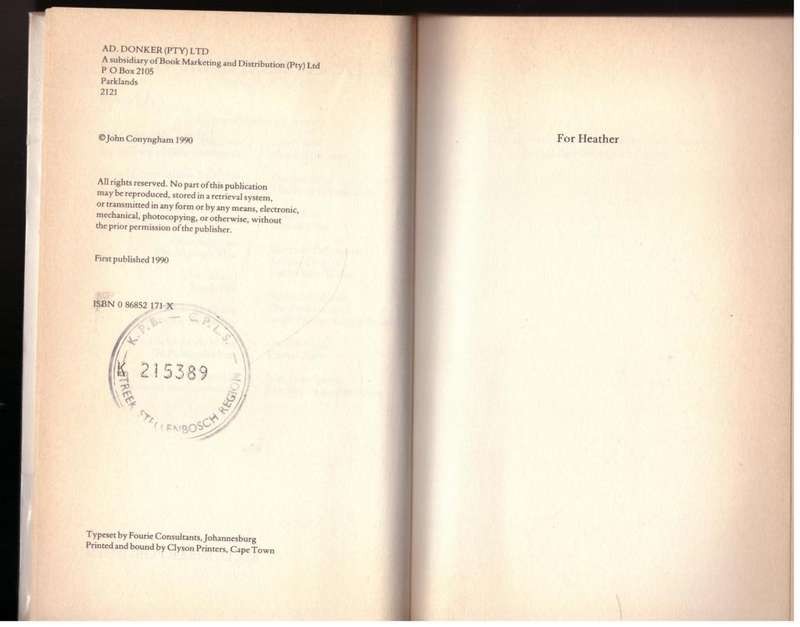 AD. DONKER (PTY) LTD
A subsidiary of Book Marketing and Distribution (Pty) Ltd
P O Box 2105
Parklands
2121
© John Conyngham 1990
All rights reserved. No part of this publication
may be reproduced, stored in a retrieval system,
or transmitted in any form or by any means, electronic,
mechanical, photocopying, or otherwise, without
the prior permission of the publisher.
First published 1990
ISBN 0 86852 171 X
K.P.B. — C.P.L.S. —
215389
STREEK STELLENBOSCH REGION
Typeset by Fourie Consultants, Johannesburg
Printed and bound by Clyson Printers, Cape Town
For Heather